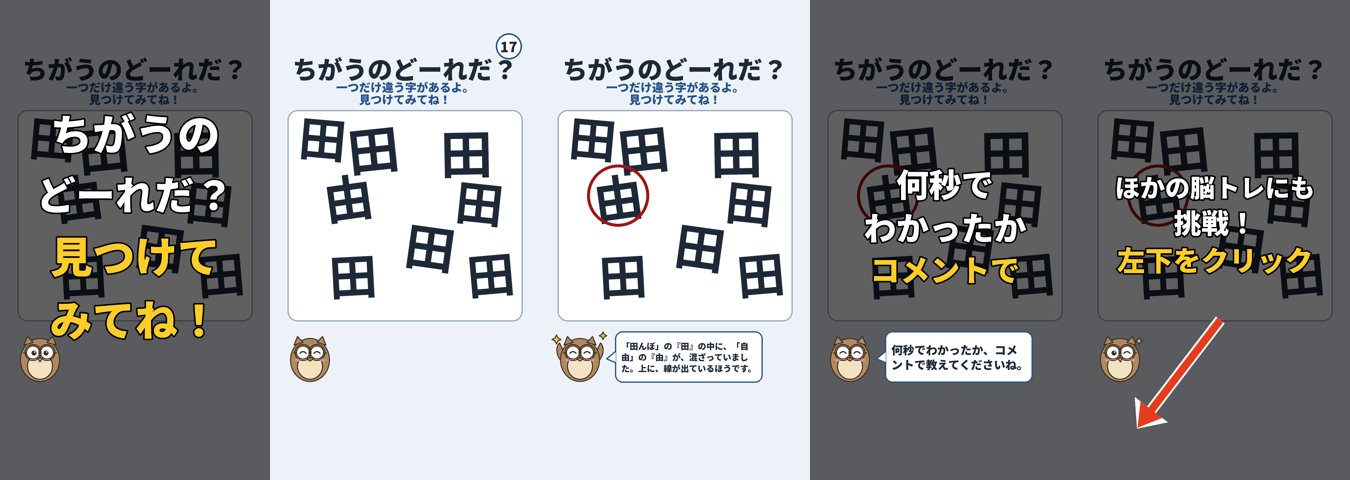 ちがうのどーれだ？
一つだけ違う字があるよ。
見つけてみてね！
ちがうの
どーれだ？
見つけて
みてね！
17
ちがうのどーれだ？
一つだけ違う字があるよ。
見つけてみてね！
田 田 田
由 田
田
田 田
ちがうのどーれだ？
一つだけ違う字があるよ。
見つけてみてね！
田 田 田
由 田
田
田 田
「田んぼ」の『田』の中に、「自
由」の『由』が、混ざっていまし
た。上に、線が出ているほうです。
ちがうのどーれだ？
一つだけ違う字があるよ。
見つけてみてね！
田 田 田
何秒で
わかったか
コメントで
何秒でわかったか、コメ
ントで教えてくださいね。
ちがうのどーれだ？
一つだけ違う字があるよ。
見つけてみてね！
田 田 田
ほかの脳トレにも
挑戦！
左下をクリック